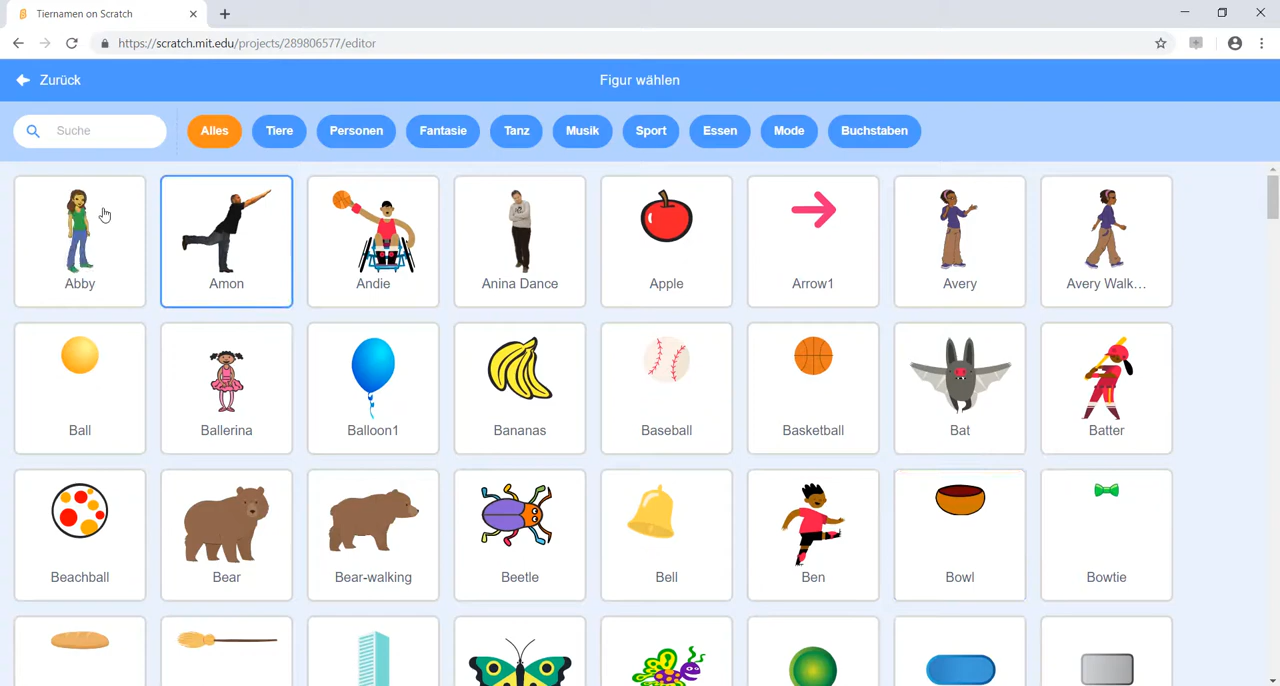 Tiernamen on Scratch
https://scratch.mit.edu/projects/289806577/editor
Zurück
Figur wählen
Suche
Alles
Tiere
Personen
Fantasie
Tanz
Musik
Sport
Essen
Mode
Buchstaben
Abby
Amon
Andie
Anina Dance
Apple
Arrow1
Avery
Avery Walk...
Ball
Ballerina
Balloon1
Bananas
Baseball
Basketball
Bat
Batter
Beachball
Bear
Bear-walking
Beetle
Bell
Ben
Bowl
Bowtie